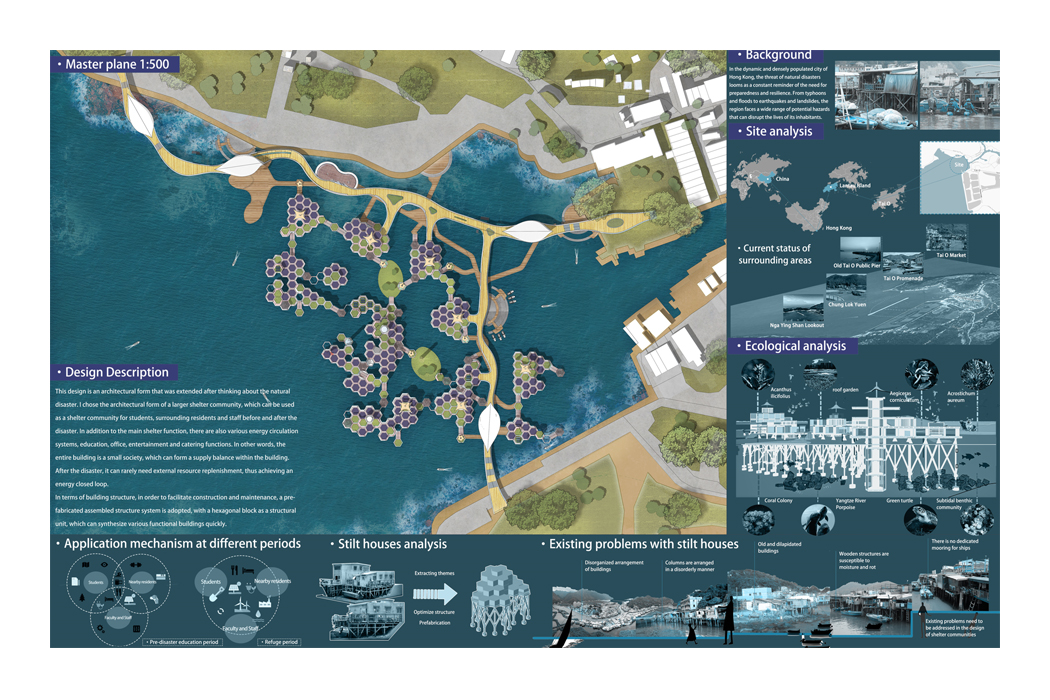 • Master plane 1:500
• Background
In the dynamic and densely populated city of
Hong Kong, the threat of natural disasters
looms as a constant reminder of the need for
preparedness and resilience. From typhoons
and floods to earthquakes and landslides, the
region faces a wide range of potential hazards
that can disrupt the lives of its inhabitants.
• Site analysis
China
Lantau Island
Tai O
Hong Kong
Site
• Current status of
surrounding areas
Tai O Market
Old Tai O Public Pier
Tai O Promenade
Chung Lok Yuen
Nga Ying Shan Lookout
• Ecological analysis
Acanthus
ilicifolius
roof garden
Aegiceras
corniculatum
Acrostichum
aureum
Coral Colony
Yangtze River
Porpoise
Green turtle
Subtidal benthic
community
• Design Description
This design is an architectural form that was extended after thinking about the natural
disaster. I chose the architectural form of a larger shelter community, which can be used
as a shelter community for students, surrounding residents and staff before and after the
disaster. In addition to the main shelter function, there are also various energy circulation
systems, education, office, entertainment and catering functions. In other words, the
entire building is a small society, which can form a supply balance within the building.
After the disaster, it can rarely need external resource replenishment, thus achieving an
energy closed loop.
In terms of building structure, in order to facilitate construction and maintenance, a pre-
fabricated assembled structure system is adopted, with a hexagonal block as a structural
unit, which can synthesize various functional buildings quickly.
• Application mechanism at different periods
Students
Nearby residents
Faculty and Staff
• Pre-disaster education period
Students
Nearby residents
Faculty and Staff
• Refuge period
• Stilt houses analysis
Extracting themes
Optimize structure
Prefabrication
• Existing problems with stilt houses
Disorganized arrangement
of buildings
Columns are arranged
in a disorderly manner
Old and dilapidated
buildings
Wooden structures are
susceptible to
moisture and rot
There is no dedicated
mooring for ships
Existing problems need to
be addressed in the design
of shelter communities